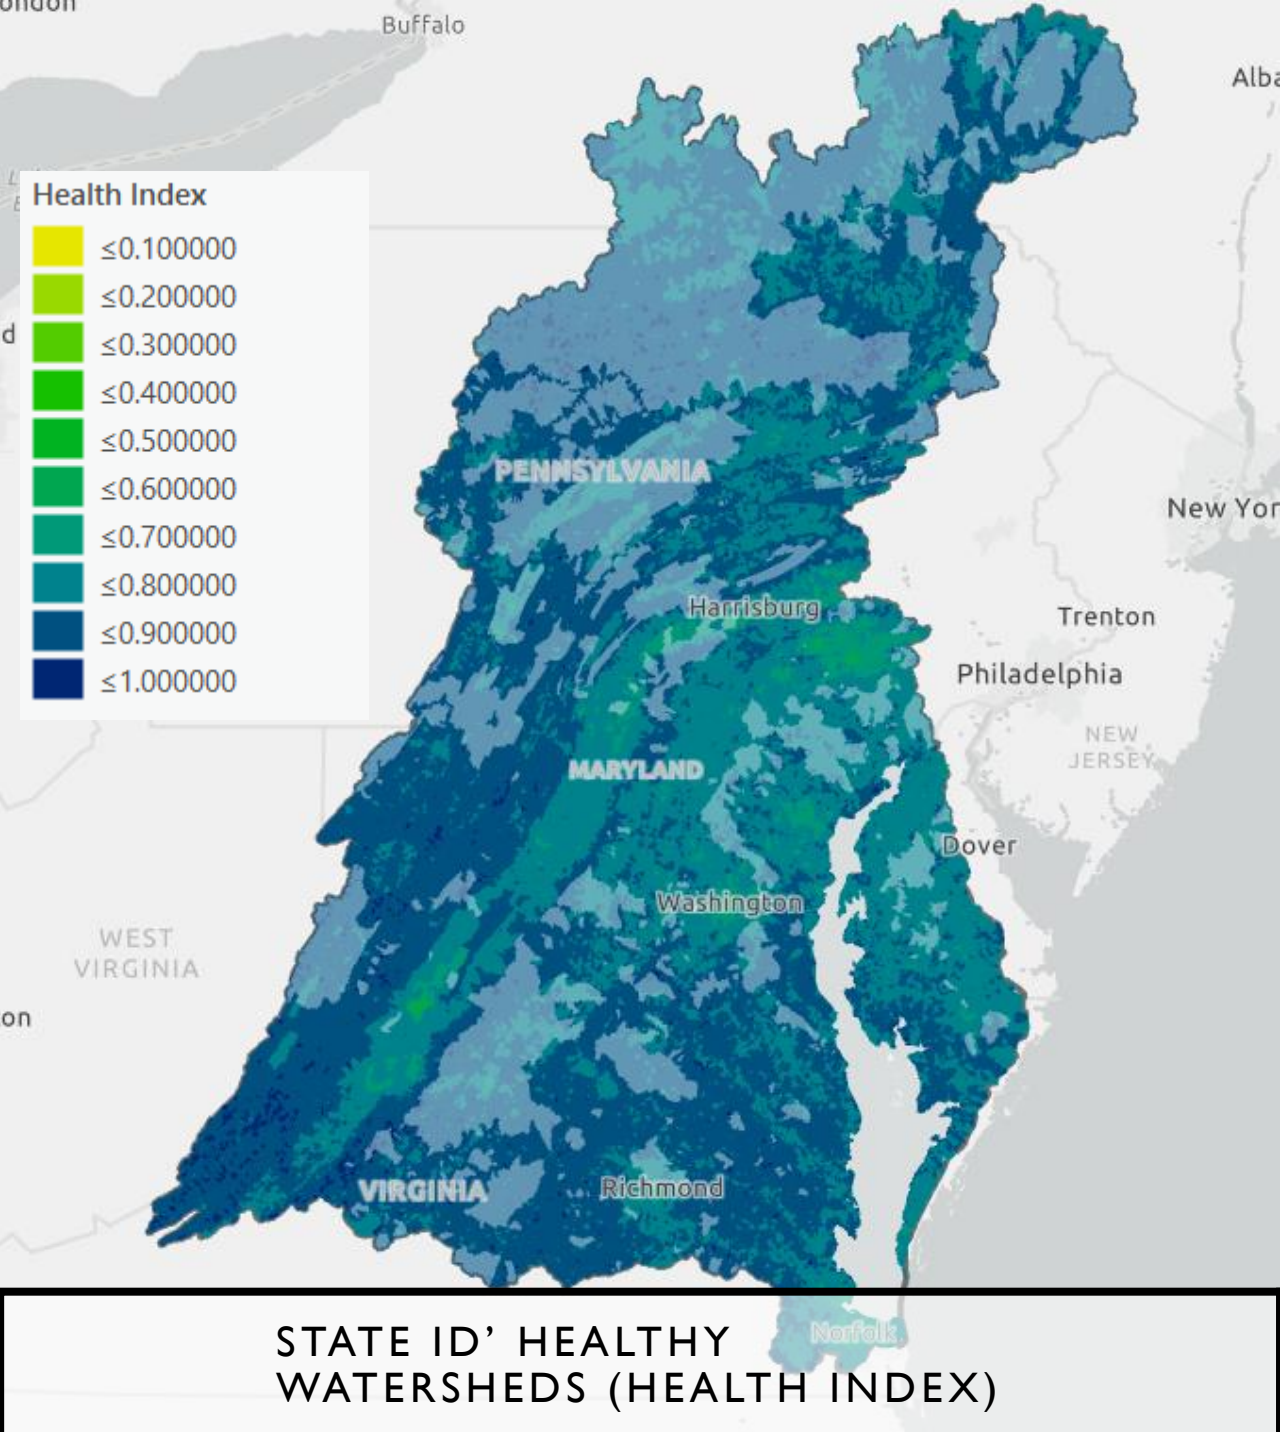 Buffalo
Health Index
≤0.100000
≤0.200000
≤0.300000
≤0.400000
≤0.500000
≤0.600000
≤0.700000
≤0.800000
≤0.900000
≤1.000000
PENNSYLVANIA
New Yor
Harrisburg
Trenton
Philadelphia
NEW
JERSEY
MARYLAND
Dover
Washington
WEST
VIRGINIA
on
VIRGINIA
Richmond
Norfolk
STATE ID’ HEALTHY
WATERSHEDS (HEALTH INDEX)